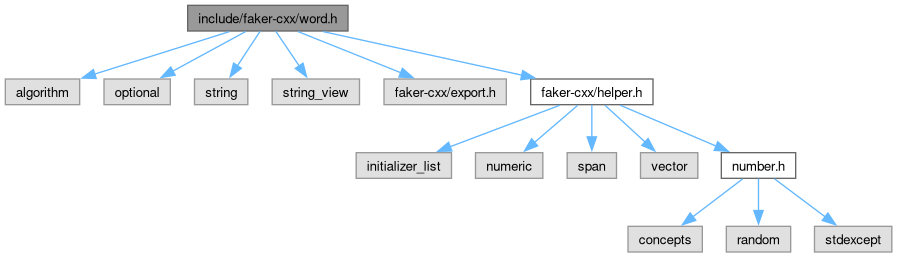 include/faker-cxx/word.h
algorithm
optional
string
string_view
faker-cxx/export.h
faker-cxx/helper.h
initializer_list
numeric
span
vector
number.h
concepts
random
stdexcept